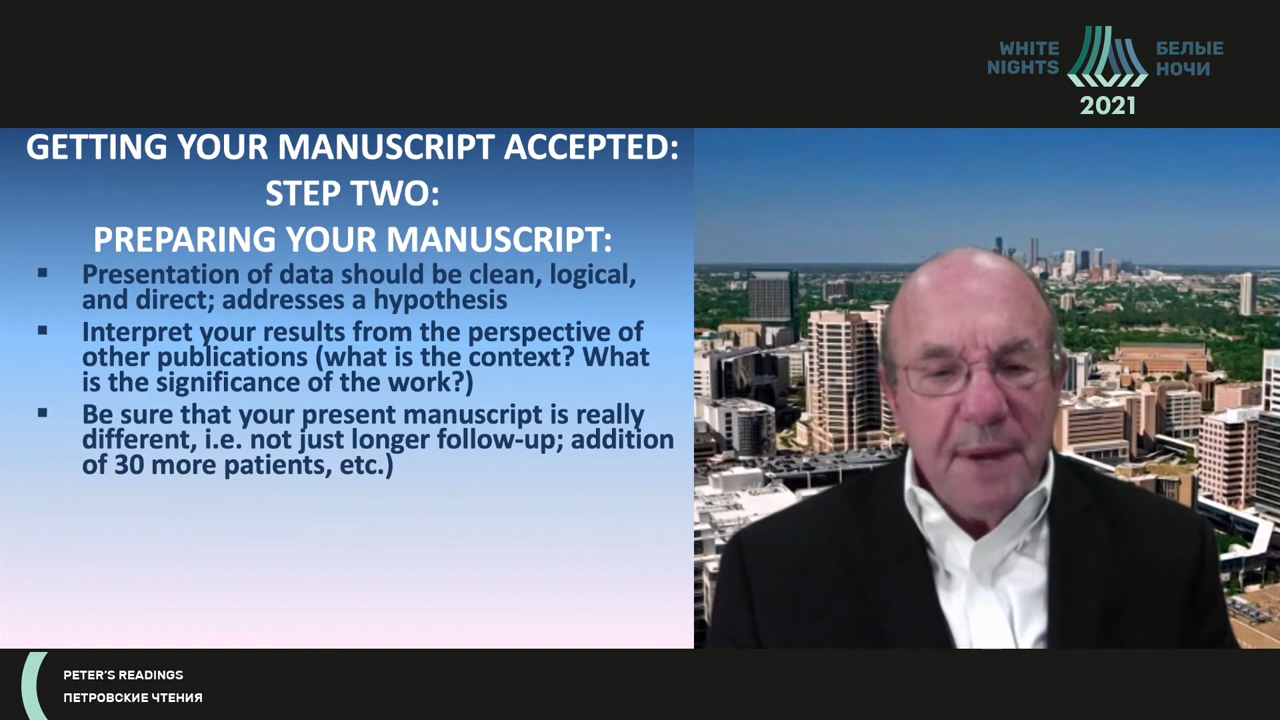 WHITE NIGHTS
БЕЛЫЕ НОЧИ
2021
GETTING YOUR MANUSCRIPT ACCEPTED:
STEP TWO:
PREPARING YOUR MANUSCRIPT:
▪ Presentation of data should be clean, logical,
and direct; addresses a hypothesis
▪ Interpret your results from the perspective of
other publications (what is the context? What
is the significance of the work?)
▪ Be sure that your present manuscript is really
different, i.e. not just longer follow-up; addition
of 30 more patients, etc.)
PETER'S READINGS
ПЕТРОВСКИЕ ЧТЕНИЯ